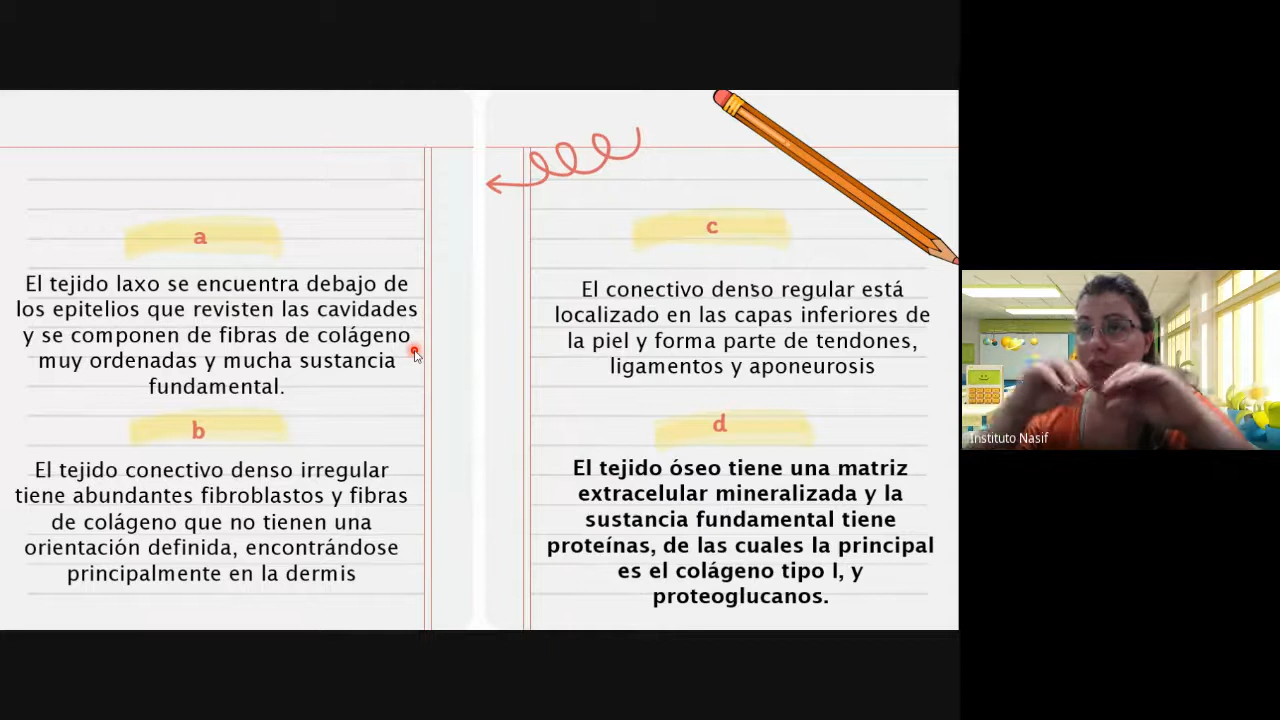 a
El tejido laxo se encuentra debajo de
los epitelios que revisten las cavidades
y se componen de fibras de colágeno
muy ordenadas y mucha sustancia
fundamental.
b
El tejido conectivo denso irregular
tiene abundantes fibroblastos y fibras
de colágeno que no tienen una
orientación definida, encontrándose
principalmente en la dermis
c
El conectivo denso regular está
localizado en las capas inferiores de
la piel y forma parte de tendones,
ligamentos y aponeurosis
d
El tejido óseo tiene una matriz
extracelular mineralizada y la
sustancia fundamental tiene
proteínas, de las cuales la principal
es el colágeno tipo I, y
proteoglucanos.
Instituto Nasif